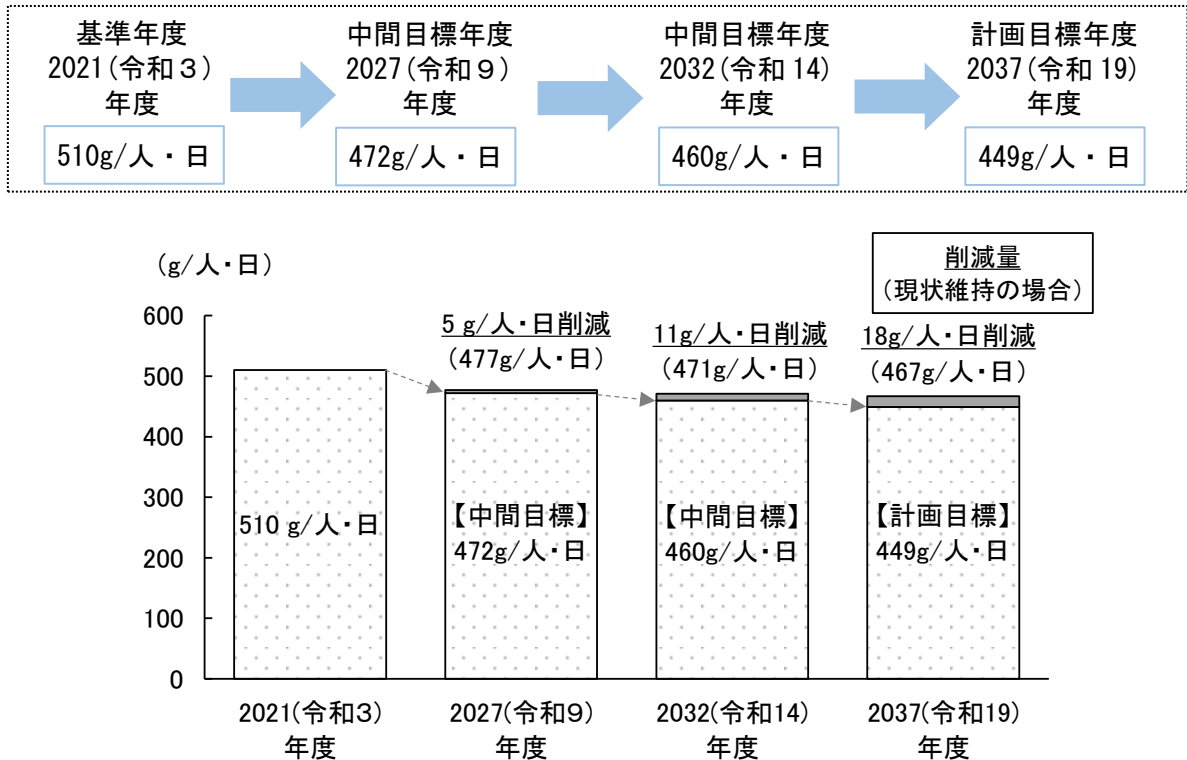 基準年度
2021(令和３)
年度
510g/人・日
中間目標年度
2027(令和９)
年度
472g/人・日
中間目標年度
2032(令和 14)
年度
460g/人・日
計画目標年度
2037(令和 19)
年度
449g/人・日
(g/人・日)
削減量
(現状維持の場合)
600
500
400
300
200
100
0
5 g/人・日削減
(477g/人・日)
11g/人・日削減
(471g/人・日)
18g/人・日削減
(467g/人・日)
510 g/人・日
【中間目標】
472g/人・日
【中間目標】
460g/人・日
【計画目標】
449g/人・日
2021(令和３)
年度
2027(令和９)
年度
2032(令和14)
年度
2037(令和19)
年度